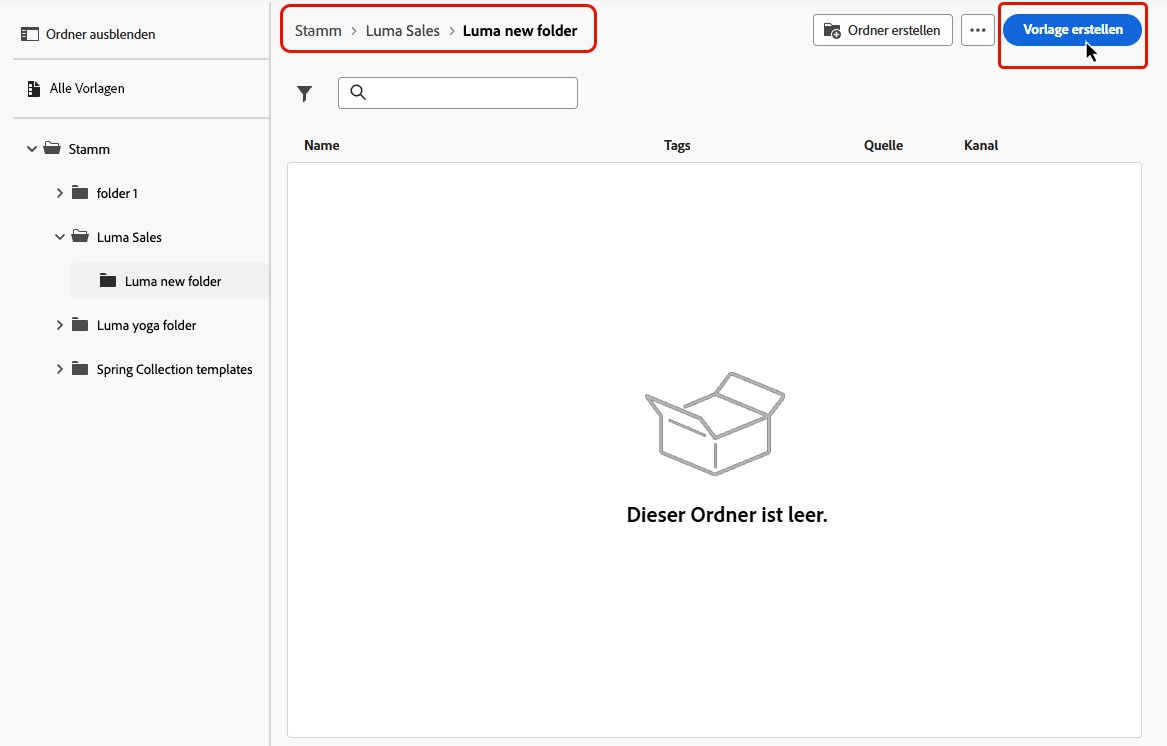 Ordner ausblenden
Alle Vorlagen
Stamm
folder 1
Luma Sales
Luma new folder
Luma yoga folder
Spring Collection templates
Stamm > Luma Sales > Luma new folder
Ordner erstellen
Vorlage erstellen
Name Tags Quelle Kanal
Dieser Ordner ist leer.